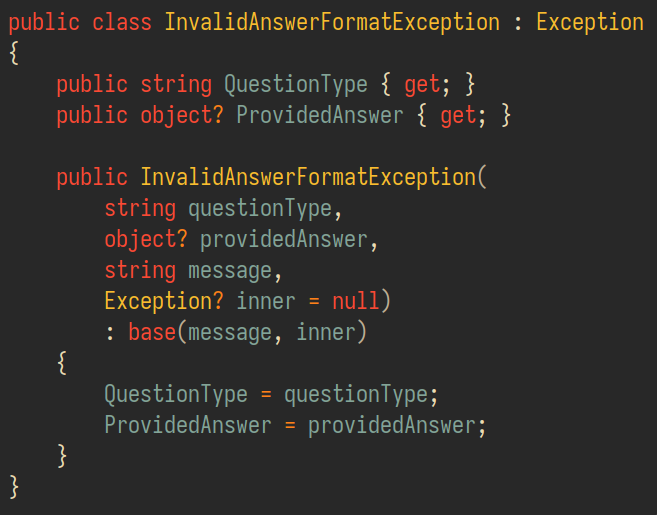 public class InvalidAnswerFormatException : Exception
{
    public string QuestionType { get; }
    public object? ProvidedAnswer { get; }

    public InvalidAnswerFormatException(
        string questionType,
        object? providedAnswer,
        string message,
        Exception? inner = null)
        : base(message, inner)
    {
        QuestionType = questionType;
        ProvidedAnswer = providedAnswer;
    }
}